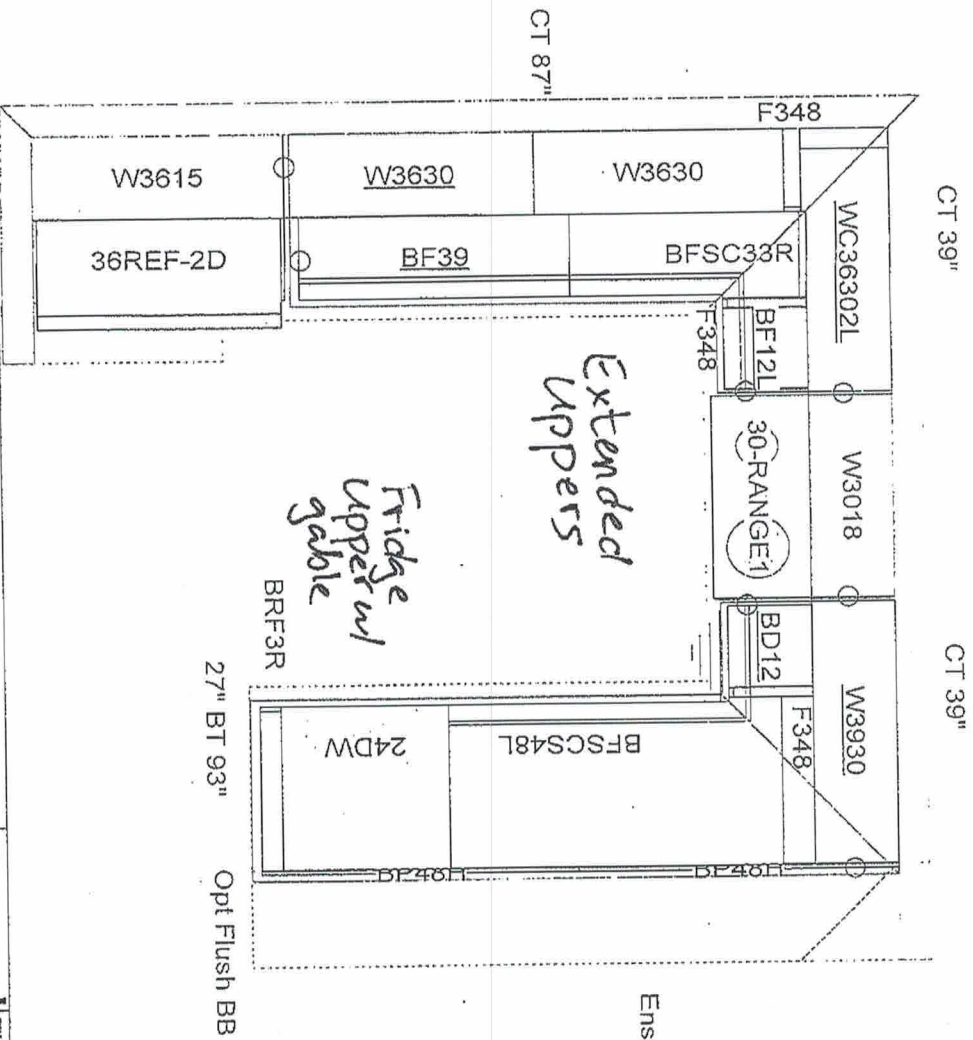 CT 87"
F348
CT 39"
W3615
W3630
W3630
WC36302L
36REF-2D
BF39
BFSC33R
F348
BF12L
Extended
Uppers
30-RANGE1
W3018
Fridge
Upper w/
gable
BRF3R
BD12
CT 39"
F348
W3930
24DW
BFSCS48L
27" BT 93"
BP48H
BP48H
Opt Flush BB
Ens